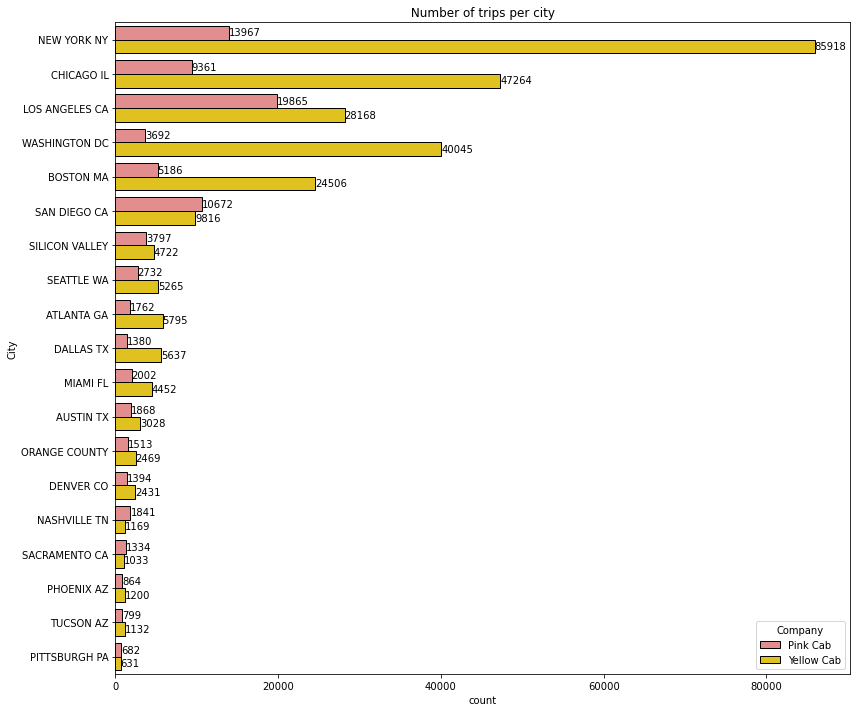 Number of trips per city
NEW YORK NY 13967
85918
CHICAGO IL 9361
47264
LOS ANGELES CA 19865
28168
WASHINGTON DC 3692
40045
BOSTON MA 5186
24506
SAN DIEGO CA 10672
9816
SILICON VALLEY 3797
4722
SEATTLE WA 2732
5265
ATLANTA GA 1762
5795
DALLAS TX 1380
5637
MIAMI FL 2002
4452
AUSTIN TX 1868
3028
ORANGE COUNTY 1513
2469
DENVER CO 1394
2431
NASHVILLE TN 1841
1169
SACRAMENTO CA 1334
1033
PHOENIX AZ 864
1200
TUCSON AZ 799
1132
PITTSBURGH PA 682
631
City
Company
Pink Cab
Yellow Cab
0 20000 40000 60000 80000
count